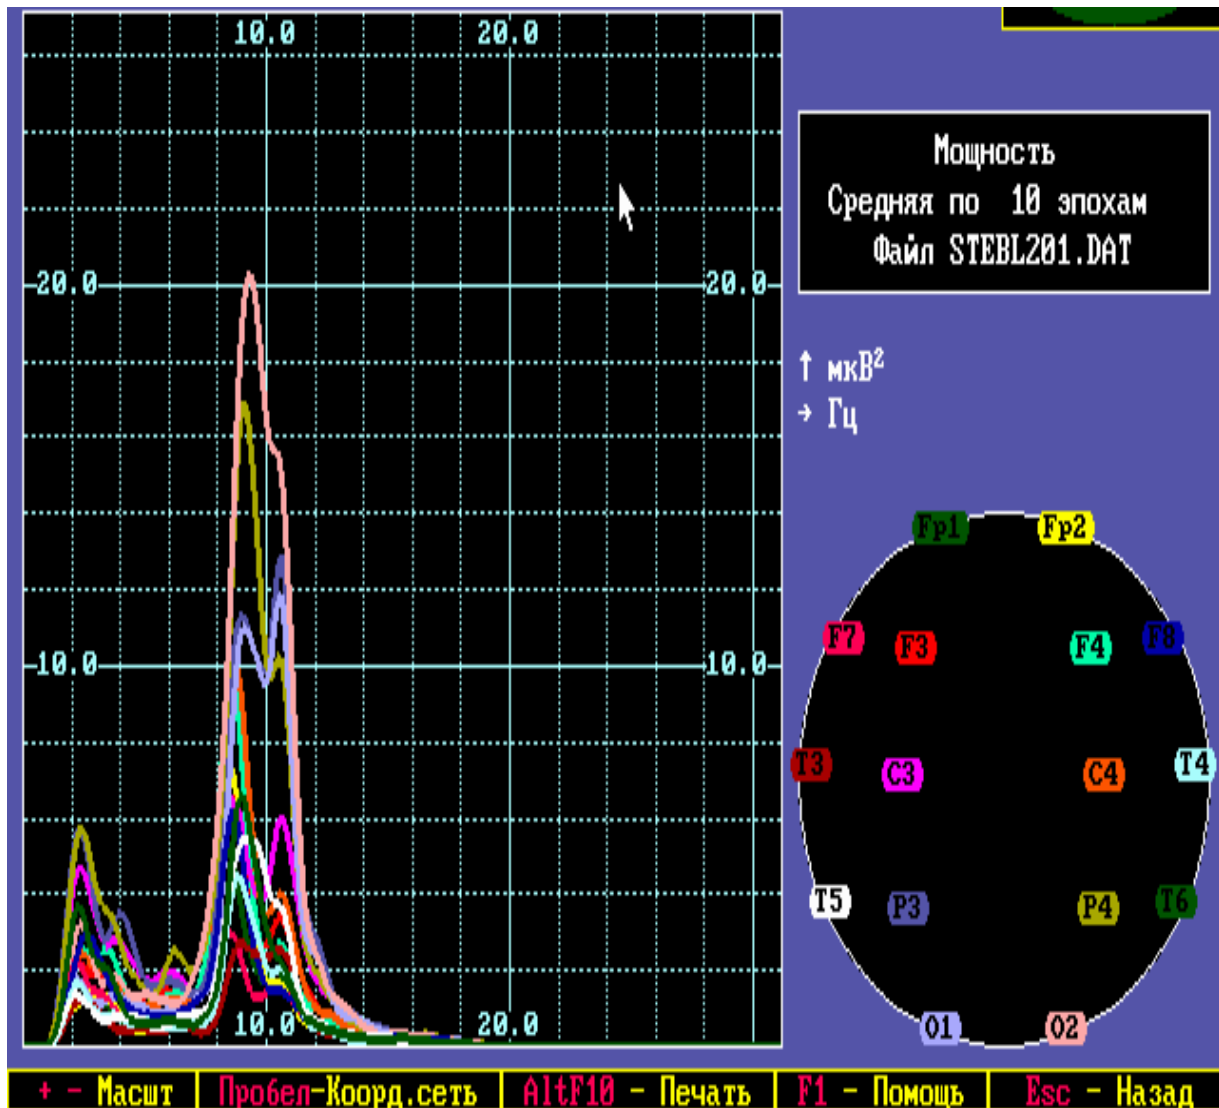 10.0 20.0
Мощность
Средняя по 10 эпохам
Файл STEBL201.DAT
20.0 20.0
↑ мкВ²
→ Гц
Fp1 Fp2
F7 F3 F4 F8
10.0 10.0
T3 C3 C4 T4
T5 P3 P4 T6
10.0 20.0
O1 O2
+ - Масшт Пробел-Коорд.сеть AltF10 - Печать F1 - Помощь Esc - Назад